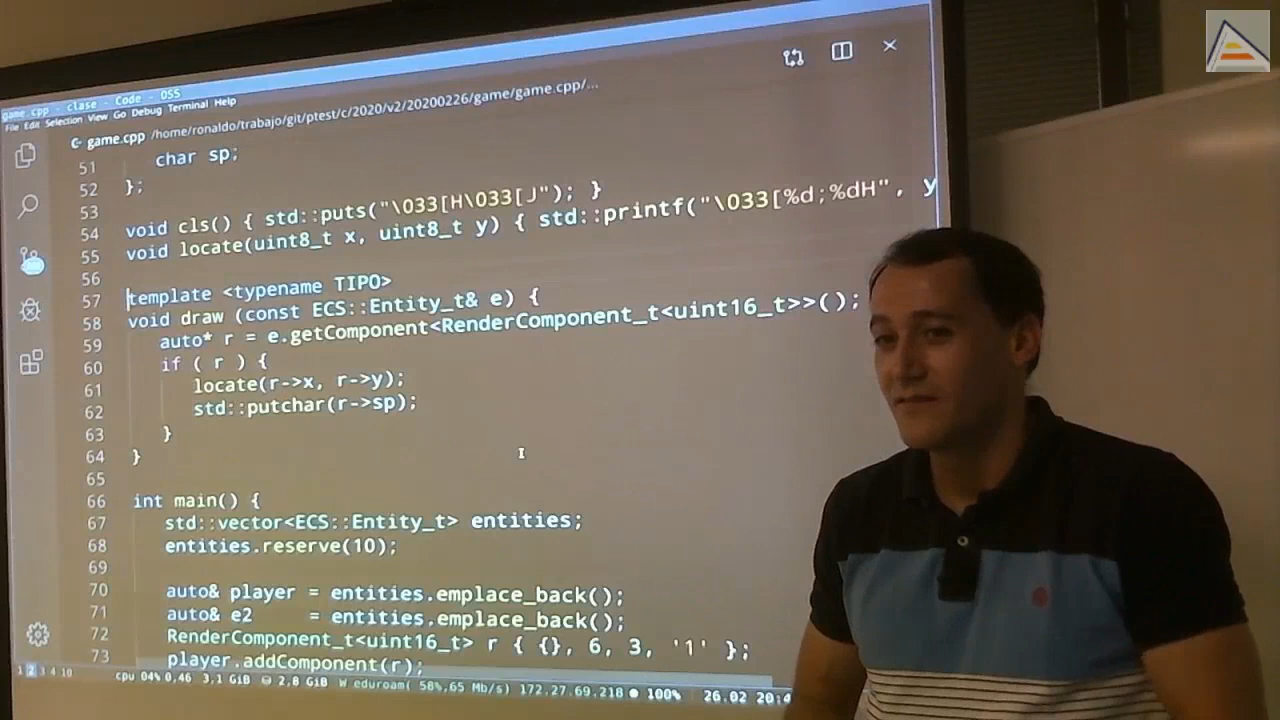 game.cpp - clase - Code - OSS
File Edit Selection View Go Debug Terminal Help
game.cpp /home/ronaldo/trabajo/git/ptest/c/2020/v2/20200226/game/game.cpp/...
51 char sp;
52 };
53
54 void cls() { std::puts("\033[H\033[J"); }
55 void locate(uint8_t x, uint8_t y) { std::printf("\033[%d;%dH", y
56
57 template <typename TIPO>
58 void draw (const ECS::Entity_t& e) {
59 auto* r = e.getComponent<RenderComponent_t<uint16_t>>();
60 if ( r ) {
61 locate(r->x, r->y);
62 std::putchar(r->sp);
63 }
64 }
65
66 int main() {
67 std::vector<ECS::Entity_t> entities;
68 entities.reserve(10);
69
70 auto& player = entities.emplace_back();
71 auto& e2 = entities.emplace_back();
72 RenderComponent_t<uint16_t> r { {}, 6, 3, '1' };
73 player.addComponent(r);
1 2 3 4 10 cpu 04% 0,46 3,1 GiB 2,8 GiB W eduroam( 58%,65 Mb/s) 172.27.69.218 100% 26.02 20:4